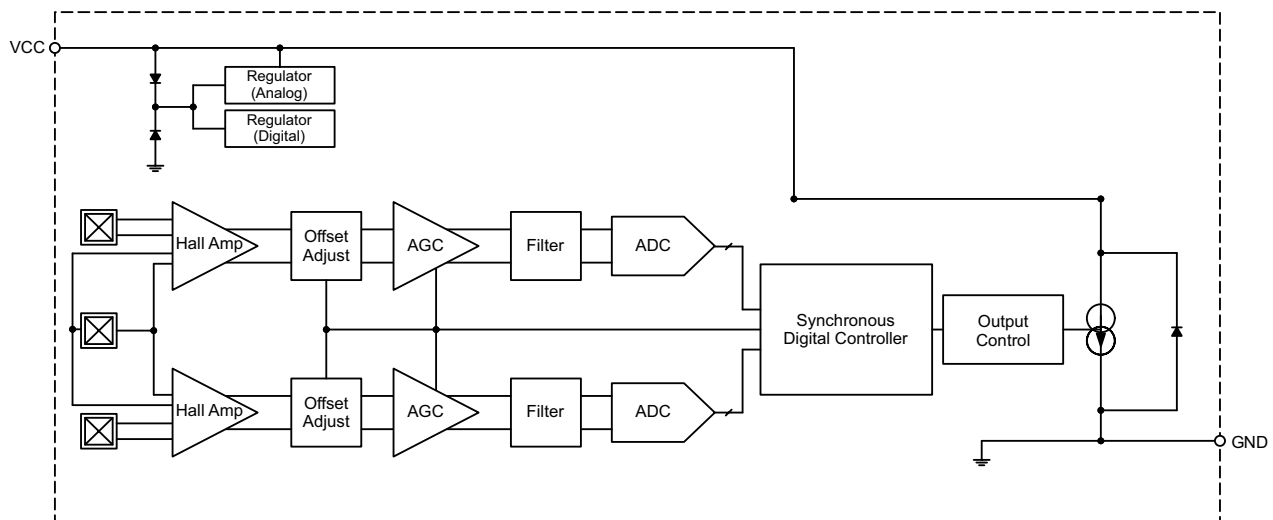 VCC
Regulator
(Analog)
Regulator
(Digital)
Hall Amp
Offset
Adjust
AGC
Filter
ADC
Synchronous
Digital Controller
Output
Control
Hall Amp
Offset
Adjust
AGC
Filter
ADC
GND